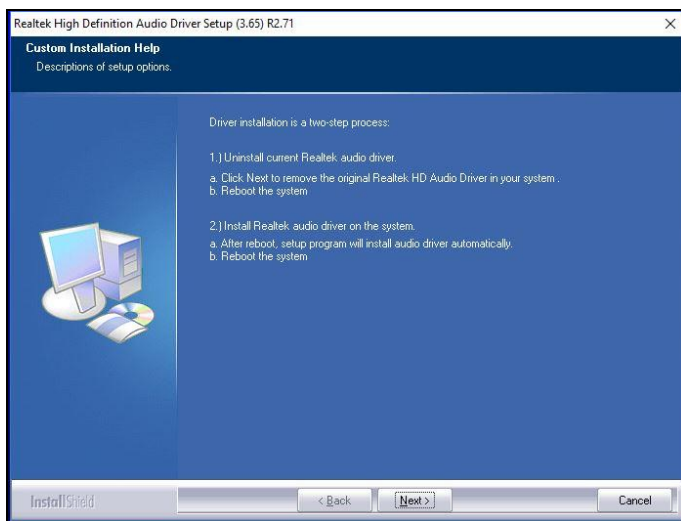 Realtek High Definition Audio Driver Setup (3.65) R2.71
Custom Installation Help
Descriptions of setup options.
Driver installation is a two-step process:
1.) Uninstall current Realtek audio driver.
a. Click Next to remove the original Realtek HD Audio Driver in your system .
b. Reboot the system
2.) Install Realtek audio driver on the system.
a. After reboot, setup program will install audio driver automatically.
b. Reboot the system
InstallShield
< Back
Next >
Cancel